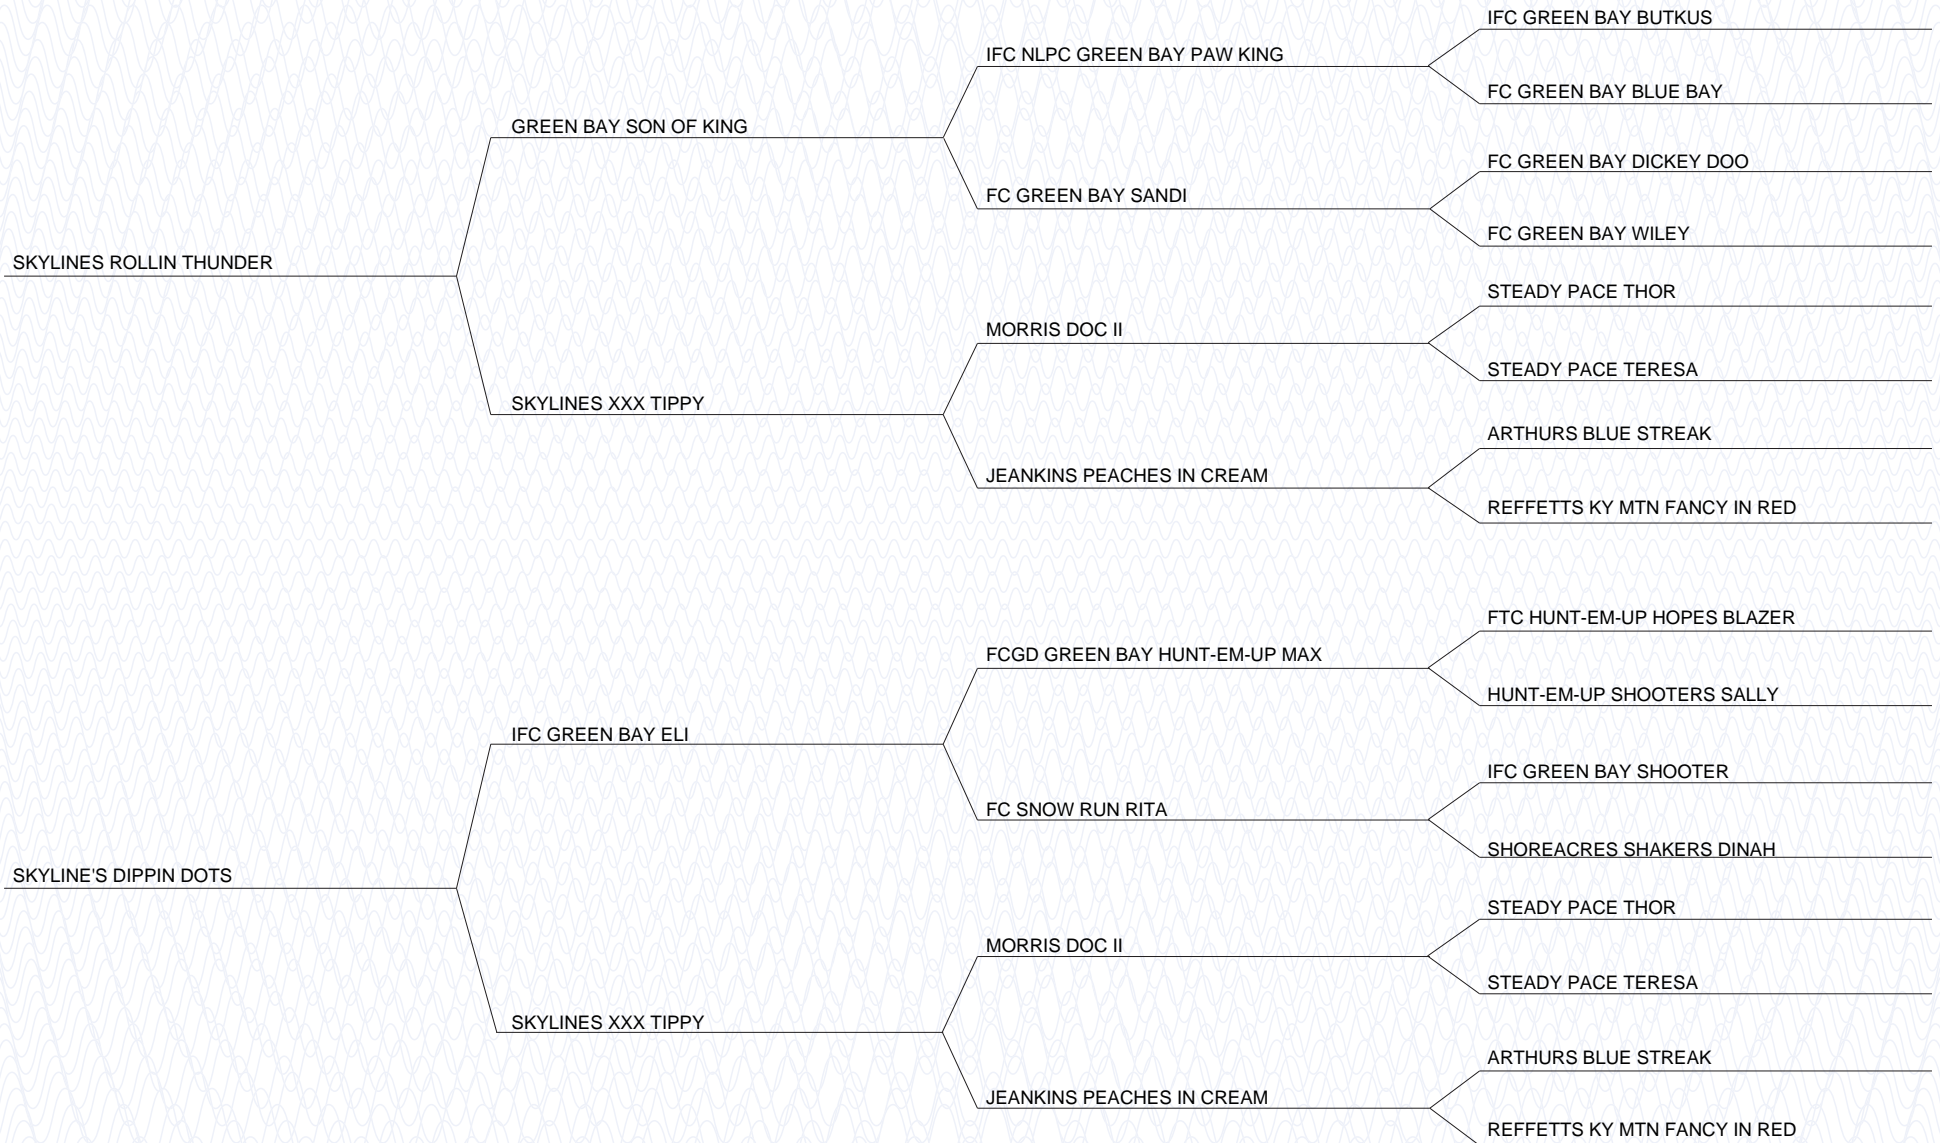 IFC GREEN BAY BUTKUS
IFC NLPC GREEN BAY PAW KING
FC GREEN BAY BLUE BAY
GREEN BAY SON OF KING
FC GREEN BAY DICKEY DOO
FC GREEN BAY SANDI
FC GREEN BAY WILEY
SKYLINES ROLLIN THUNDER
STEADY PACE THOR
MORRIS DOC II
STEADY PACE TERESA
SKYLINES XXX TIPPY
ARTHURS BLUE STREAK
JEANKINS PEACHES IN CREAM
REFFETTS KY MTN FANCY IN RED
FTC HUNT-EM-UP HOPES BLAZER
FCGD GREEN BAY HUNT-EM-UP MAX
HUNT-EM-UP SHOOTERS SALLY
IFC GREEN BAY ELI
IFC GREEN BAY SHOOTER
FC SNOW RUN RITA
SHOREACRES SHAKERS DINAH
SKYLINE'S DIPPIN DOTS
STEADY PACE THOR
MORRIS DOC II
STEADY PACE TERESA
SKYLINES XXX TIPPY
ARTHURS BLUE STREAK
JEANKINS PEACHES IN CREAM
REFFETTS KY MTN FANCY IN RED